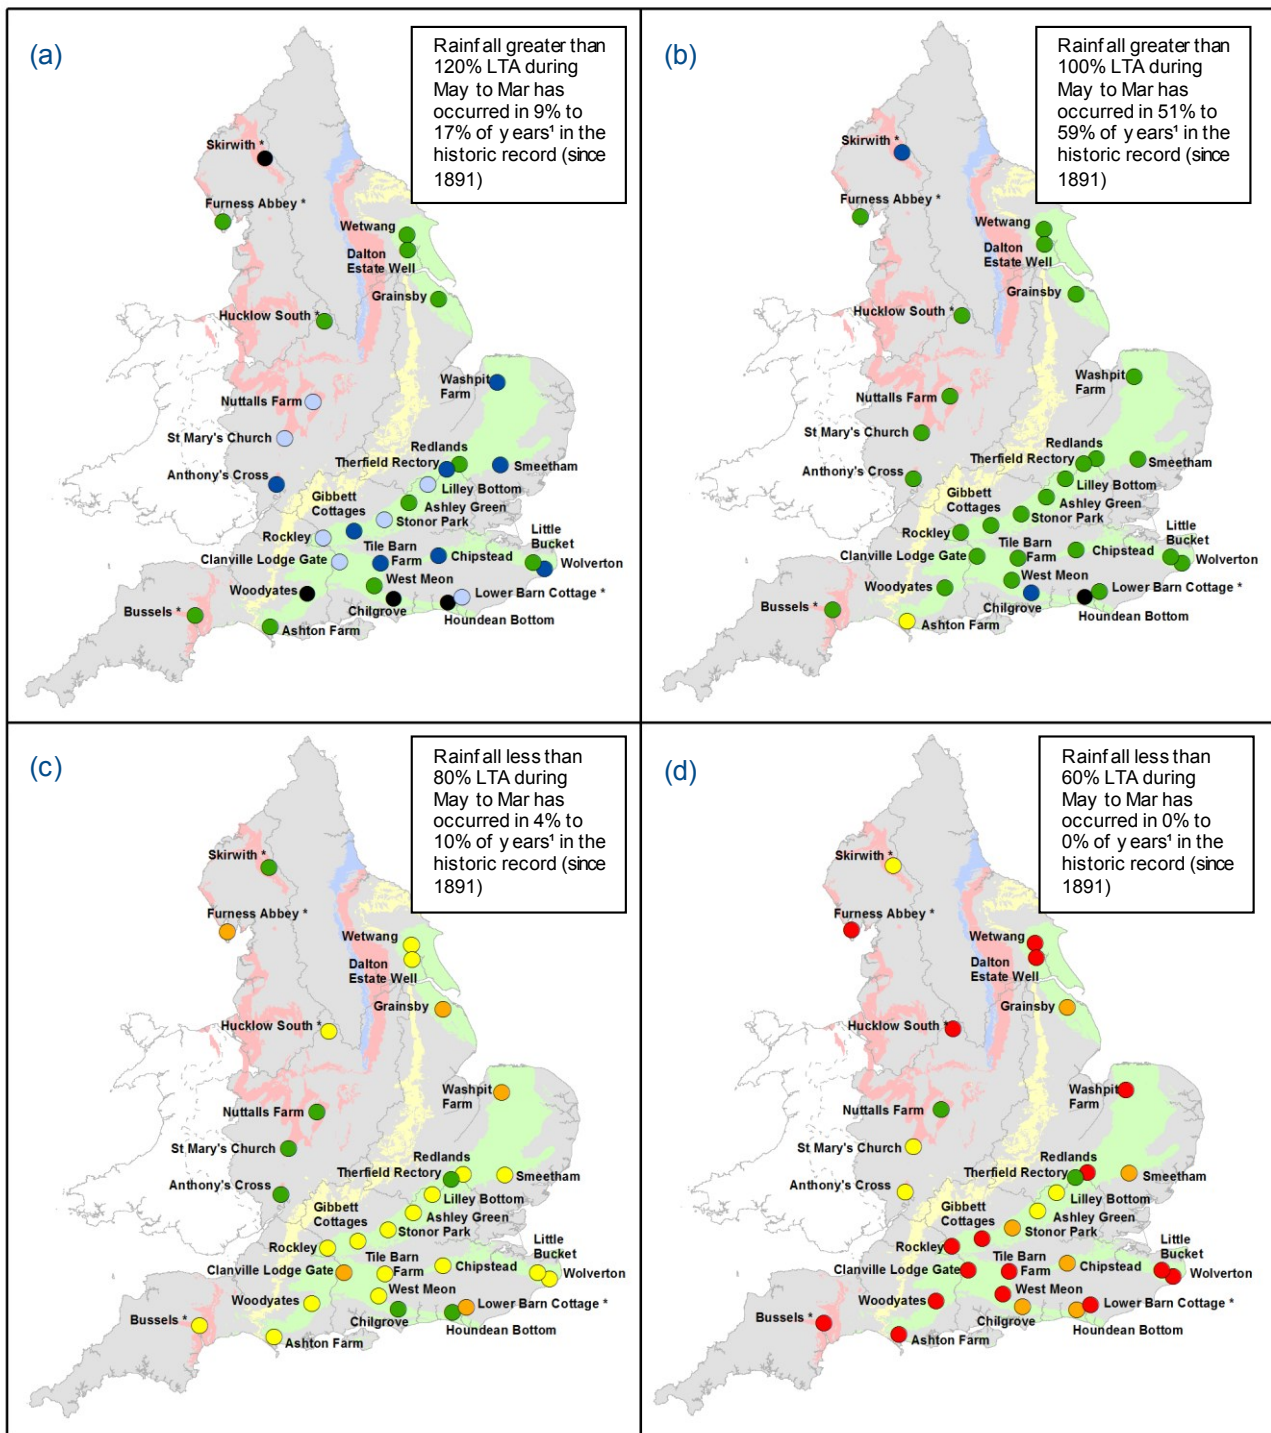 (a)
Rainfall greater than
120% LTA during
May to Mar has
occurred in 9% to
17% of years¹ in the
historic record (since
1891)
Skirwith *
Furness Abbey *
Wetwang
Dalton
Estate Well
Grainsby
Hucklow South *
Washpit
Farm
Nuttalls Farm
St Mary's Church
Redlands
Therfield Rectory
Smeetham
Anthony's Cross
Lilley Bottom
Gibbett
Cottages
Ashley Green
Stonor Park
Little
Bucket
Rockley
Tile Barn
Farm
Chipstead
Clanville Lodge Gate
Wolverton
West Meon
Woodyates
Lower Barn Cottage *
Chilgrove
Bussels *
Houndean Bottom
Ashton Farm
(b)
Rainfall greater than
100% LTA during
May to Mar has
occurred in 51% to
59% of years¹ in the
historic record (since
1891)
Skirwith *
Furness Abbey *
Wetwang
Dalton
Estate Well
Grainsby
Hucklow South *
Washpit
Farm
Nuttalls Farm
St Mary's Church
Redlands
Therfield Rectory
Smeetham
Anthony's Cross
Lilley Bottom
Gibbett
Cottages
Ashley Green
Stonor Park
Little
Bucket
Rockley
Tile Barn
Farm
Chipstead
Clanville Lodge Gate
Wolverton
West Meon
Woodyates
Lower Barn Cottage *
Chilgrove
Bussels *
Houndean Bottom
Ashton Farm
(c)
Rainfall less than
80% LTA during
May to Mar has
occurred in 4% to
10% of years¹ in the
historic record (since
1891)
Skirwith *
Furness Abbey *
Wetwang
Dalton
Estate Well
Grainsby
Hucklow South *
Washpit
Farm
Nuttalls Farm
St Mary's Church
Redlands
Therfield Rectory
Smeetham
Anthony's Cross
Lilley Bottom
Gibbett
Cottages
Ashley Green
Stonor Park
Little
Bucket
Rockley
Tile Barn
Farm
Chipstead
Clanville Lodge Gate
Wolverton
West Meon
Woodyates
Lower Barn Cottage *
Chilgrove
Bussels *
Houndean Bottom
Ashton Farm
(d)
Rainfall less than
60% LTA during
May to Mar has
occurred in 0% to
0% of years¹ in the
historic record (since
1891)
Skirwith *
Furness Abbey *
Wetwang
Dalton
Estate Well
Grainsby
Hucklow South *
Washpit
Farm
Nuttalls Farm
St Mary's Church
Redlands
Therfield Rectory
Smeetham
Anthony's Cross
Lilley Bottom
Gibbett
Cottages
Ashley Green
Stonor Park
Little
Bucket
Rockley
Tile Barn
Farm
Chipstead
Clanville Lodge Gate
Wolverton
West Meon
Woodyates
Lower Barn Cottage *
Chilgrove
Bussels *
Houndean Bottom
Ashton Farm